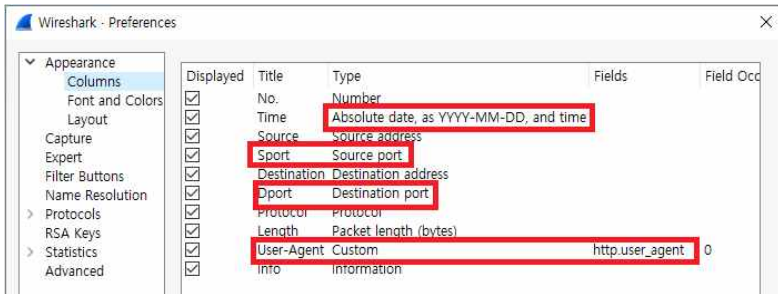 Wireshark · Preferences
Appearance
Columns
Font and Colors
Layout
Capture
Expert
Filter Buttons
Name Resolution
Protocols
RSA Keys
Statistics
Advanced
Displayed Title Type Fields Field Occ
No. Number
Time Absolute date, as YYYY-MM-DD, and time
Source Source address
Sport Source port
Destination Destination address
Dport Destination port
Protocol Protocol
Length Packet length (bytes)
User-Agent Custom http.user_agent 0
Info Information